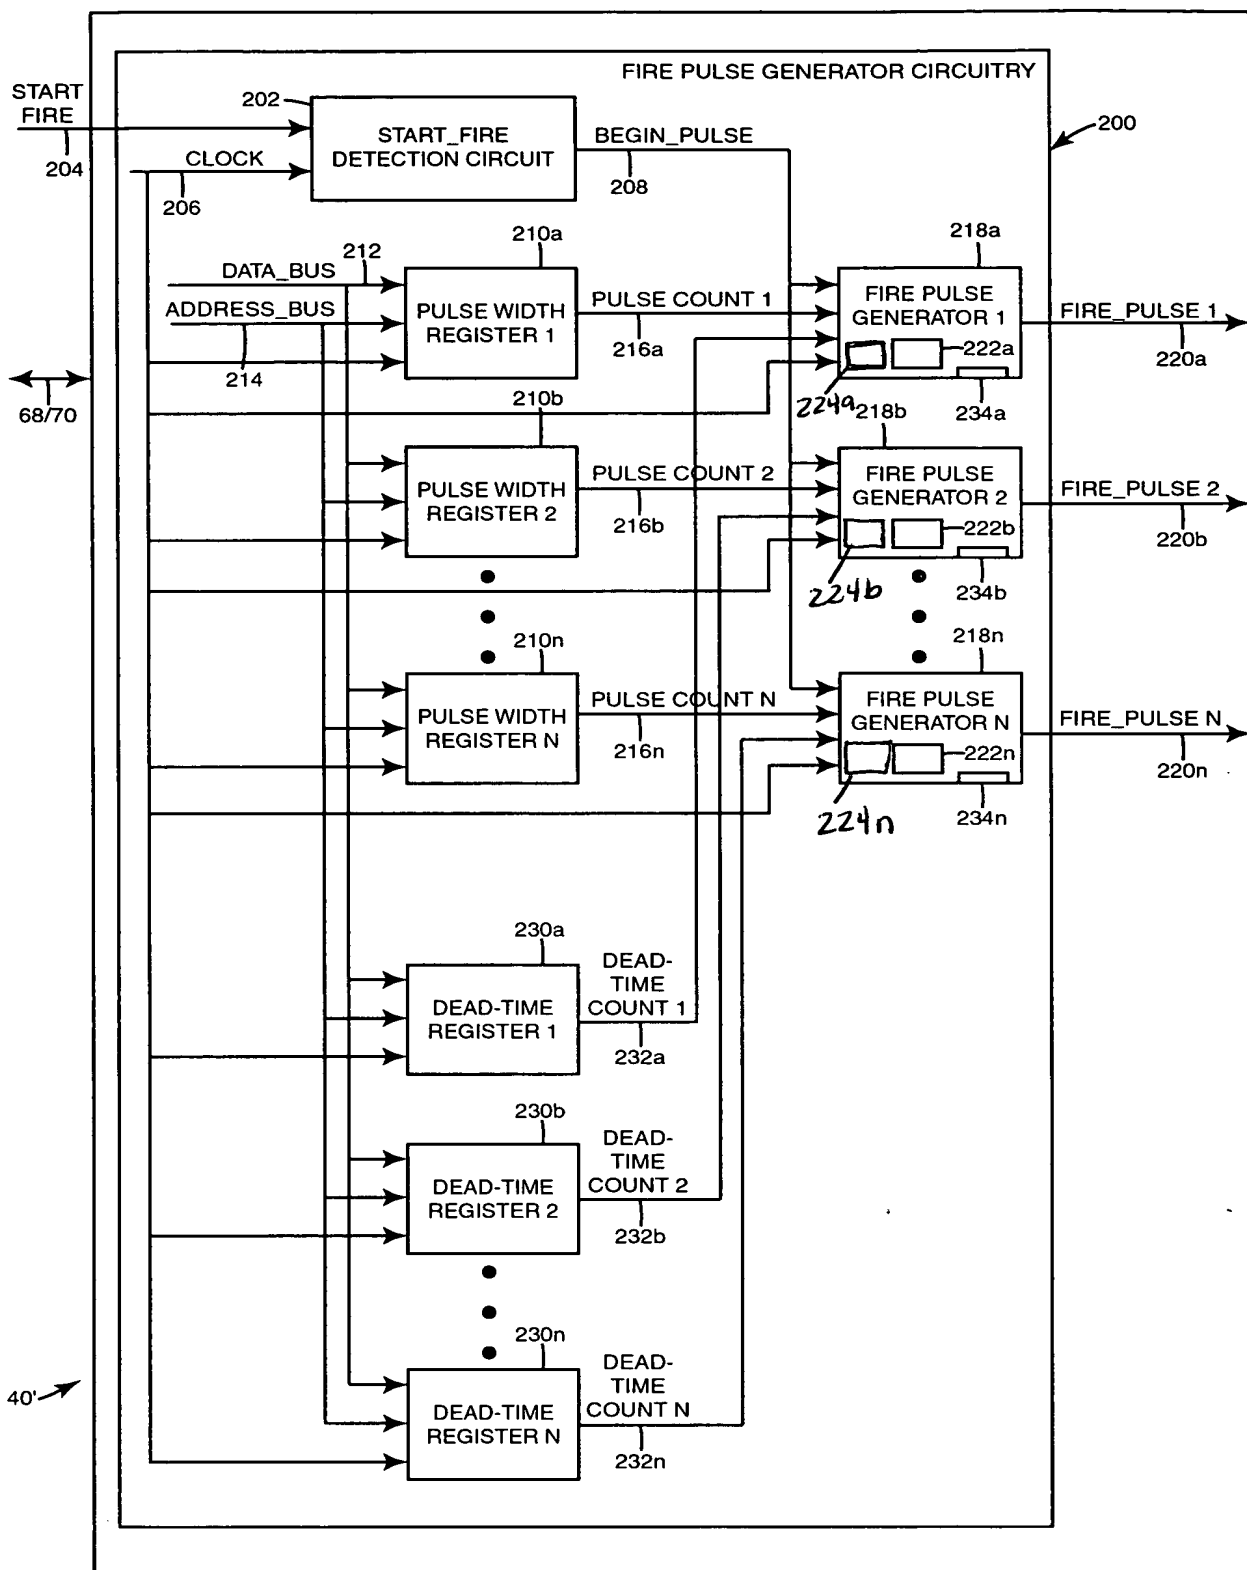 FIRE PULSE GENERATOR CIRCUITRY
START
FIRE
204
202
START_FIRE
DETECTION CIRCUIT
BEGIN_PULSE
208
200
CLOCK
206
210a
218a
DATA_BUS
212
ADDRESS_BUS
214
PULSE WIDTH
REGISTER 1
PULSE COUNT 1
216a
FIRE PULSE
GENERATOR 1
222a
224a
234a
FIRE_PULSE 1
220a
68/70
210b
218b
PULSE WIDTH
REGISTER 2
PULSE COUNT 2
216b
FIRE PULSE
GENERATOR 2
222b
224b
234b
FIRE_PULSE 2
220b
210n
218n
PULSE WIDTH
REGISTER N
PULSE COUNT N
216n
FIRE PULSE
GENERATOR N
222n
224n
234n
FIRE_PULSE N
220n
230a
DEAD-TIME
REGISTER 1
DEAD-
TIME
COUNT 1
232a
230b
DEAD-TIME
REGISTER 2
DEAD-
TIME
COUNT 2
232b
230n
DEAD-TIME
REGISTER N
DEAD-
TIME
COUNT N
232n
40'